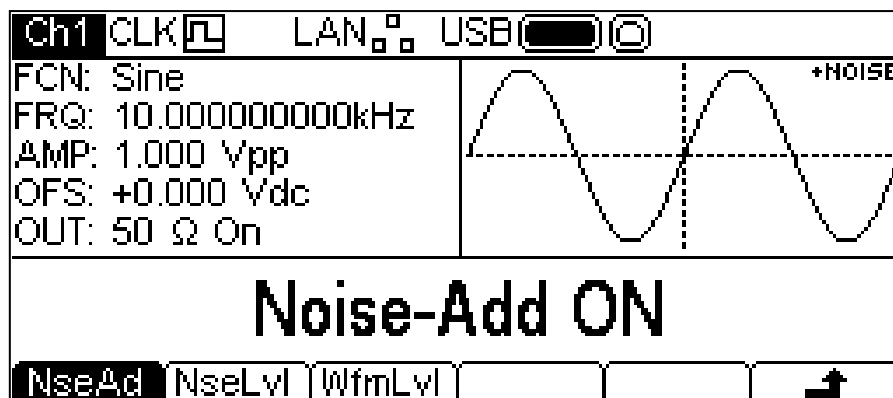 Ch1 CLK LAN USB
FCN: Sine
FRQ: 10.000000000kHz
AMP: 1.000 Vpp
OFS: +0.000 Vdc
OUT: 50 Ω On
+NOISE
Noise-Add ON
NseAd NseLvl WfmLvl